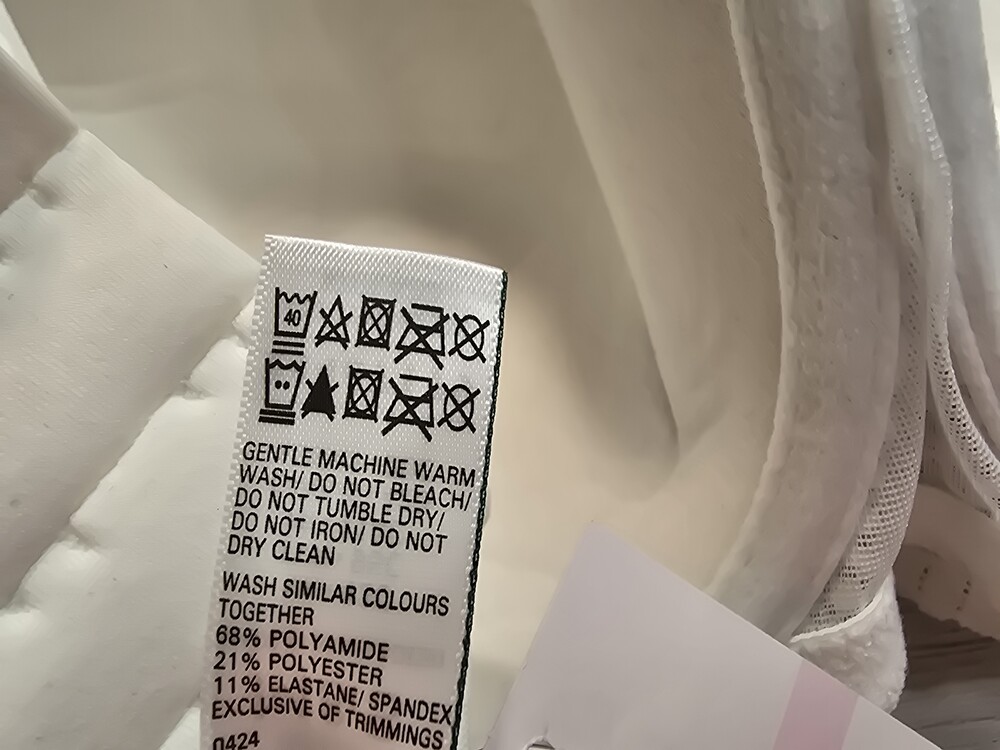 40
GENTLE MACHINE WARM
WASH/ DO NOT BLEACH/
DO NOT TUMBLE DRY/
DO NOT IRON/ DO NOT
DRY CLEAN
WASH SIMILAR COLOURS
TOGETHER
68% POLYAMIDE
21% POLYESTER
11% ELASTANE/ SPANDEX
EXCLUSIVE OF TRIMMINGS
0424